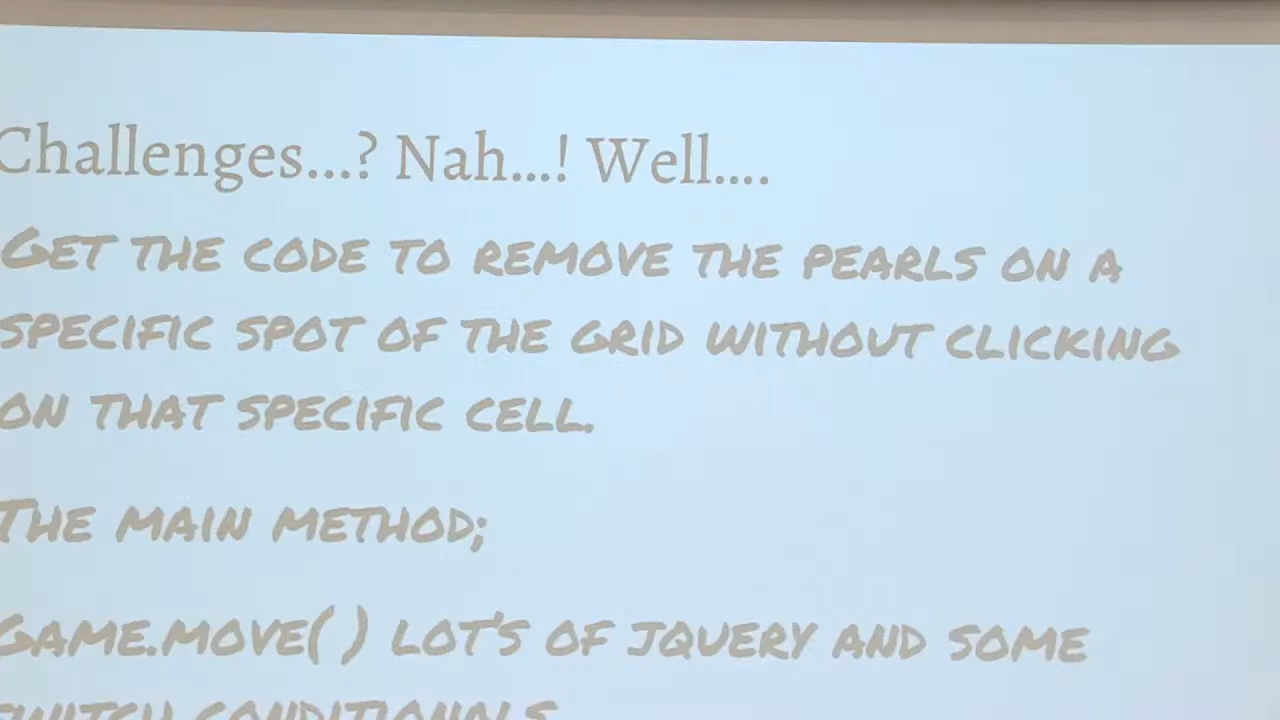 Challenges...? Nah...! Well....
Get the code to remove the pearls on a
specific spot of the grid without clicking
on that specific cell.
The main method;
Game.move( ) lot's of jquery and some
switch conditionals